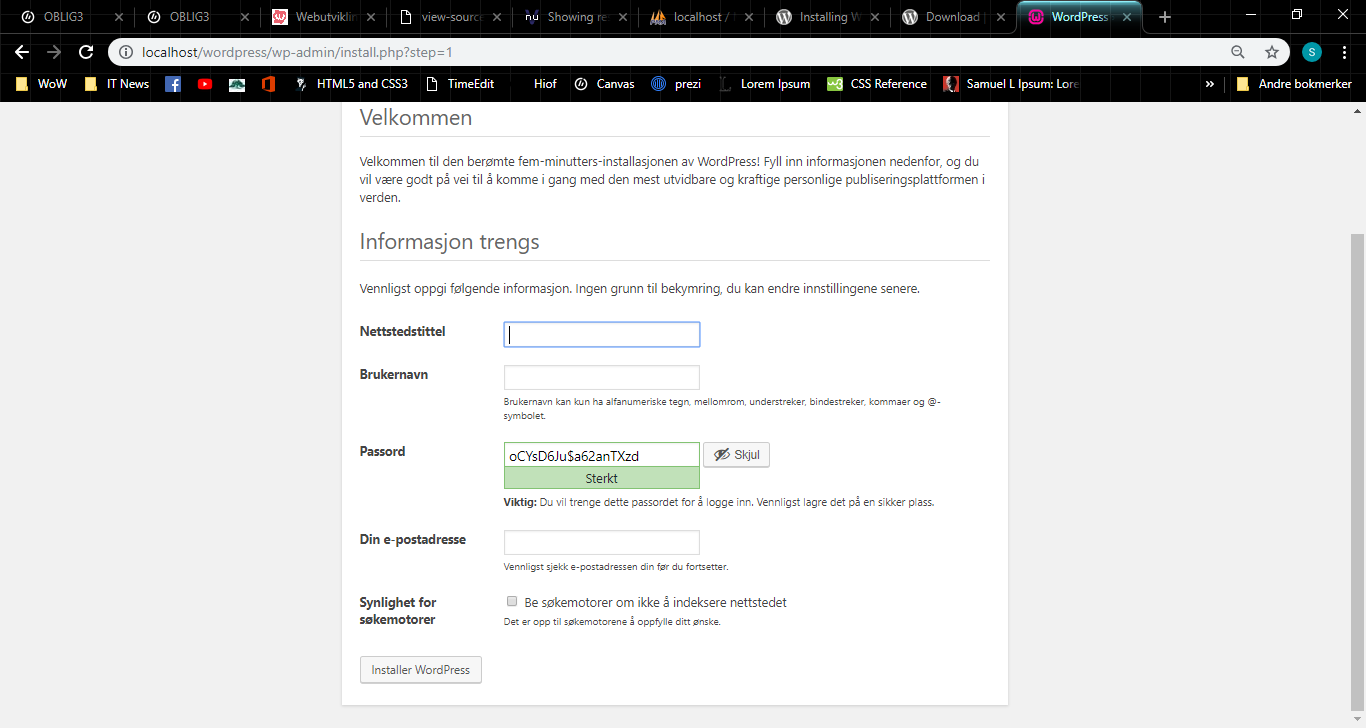 OBLIG3
OBLIG3
Webutviklin
view-source
Showing re
localhost /
Installing W
Download
WordPress
localhost/wordpress/wp-admin/install.php?step=1
S
WoW
IT News
HTML5 and CSS3
TimeEdit
Hiof
Canvas
prezi
Lorem Ipsum
CSS Reference
Samuel L Ipsum: Lore
»
Andre bokmerker
Velkommen
Velkommen til den berømte fem-minutters-installasjonen av WordPress! Fyll inn informasjonen nedenfor, og du
vil være godt på vei til å komme i gang med den mest utvidbare og kraftige personlige publiseringsplattformen i
verden.
Informasjon trengs
Vennligst oppgi følgende informasjon. Ingen grunn til bekymring, du kan endre innstillingene senere.
Nettstedstittel
Brukernavn
Brukernavn kan kun ha alfanumeriske tegn, mellomrom, understreker, bindestreker, kommaer og @-
symbolet.
Passord
oCYsD6Ju$a62anTXzd
Skjul
Sterkt
Viktig: Du vil trenge dette passordet for å logge inn. Vennligst lagre det på en sikker plass.
Din e-postadresse
Vennligst sjekk e-postadressen din før du fortsetter.
Synlighet for
søkemotorer
Be søkemotorer om ikke å indeksere nettstedet
Det er opp til søkemotorene å oppfylle ditt ønske.
Installer WordPress